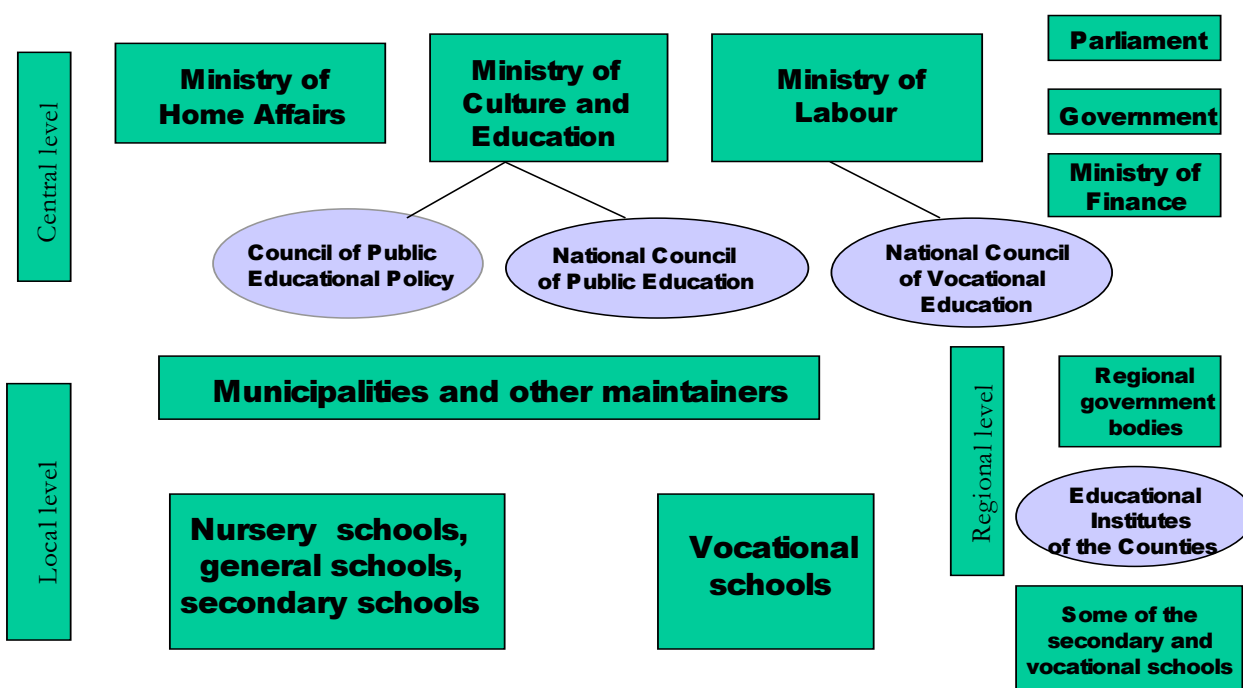 Central level
Ministry of
Home Affairs
Ministry of
Culture and
Education
Ministry of
Labour
Parliament
Government
Ministry of
Finance
Council of Public
Educational Policy
National Council
of Public Education
National Council
of Vocational
Education
Local level
Municipalities and other maintainers
Nursery schools,
general schools,
secondary schools
Vocational
schools
Regional level
Regional
government
bodies
Educational
Institutes
of the Counties
Some of the
secondary and
vocational schools